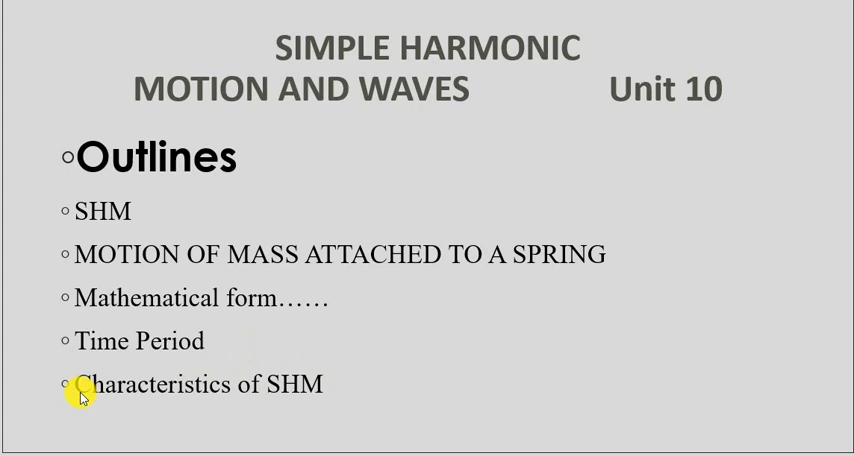 SIMPLE HARMONIC
MOTION AND WAVES Unit 10
◦Outlines
◦SHM
◦MOTION OF MASS ATTACHED TO A SPRING
◦Mathematical form……
◦Time Period
◦Characteristics of SHM